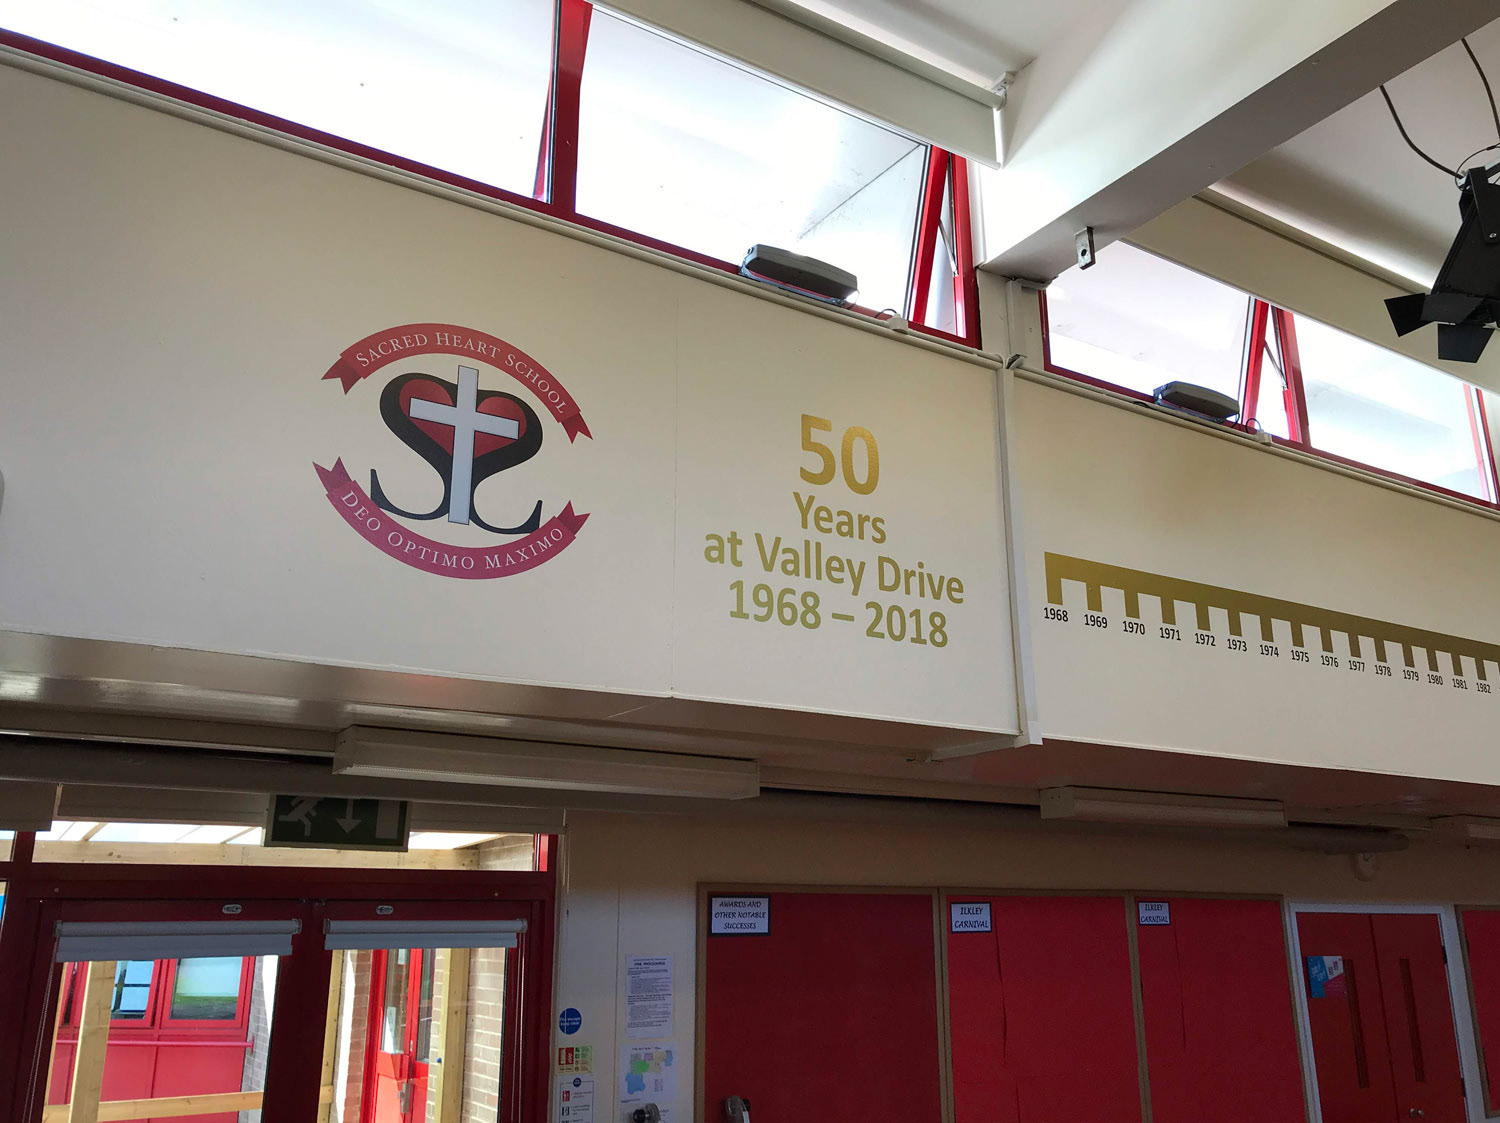 SACRED HEART SCHOOL
DEO OPTIMO MAXIMO
50
Years
at Valley Drive
1968 – 2018
1968 1969 1970 1971 1972 1973 1974 1975 1976 1977 1978 1979 1980 1981 1982
AWARDS AND
OTHER NOTABLE
SUCCESSES
ILKLEY
CARNIVAL
ILKLEY
CARNIVAL